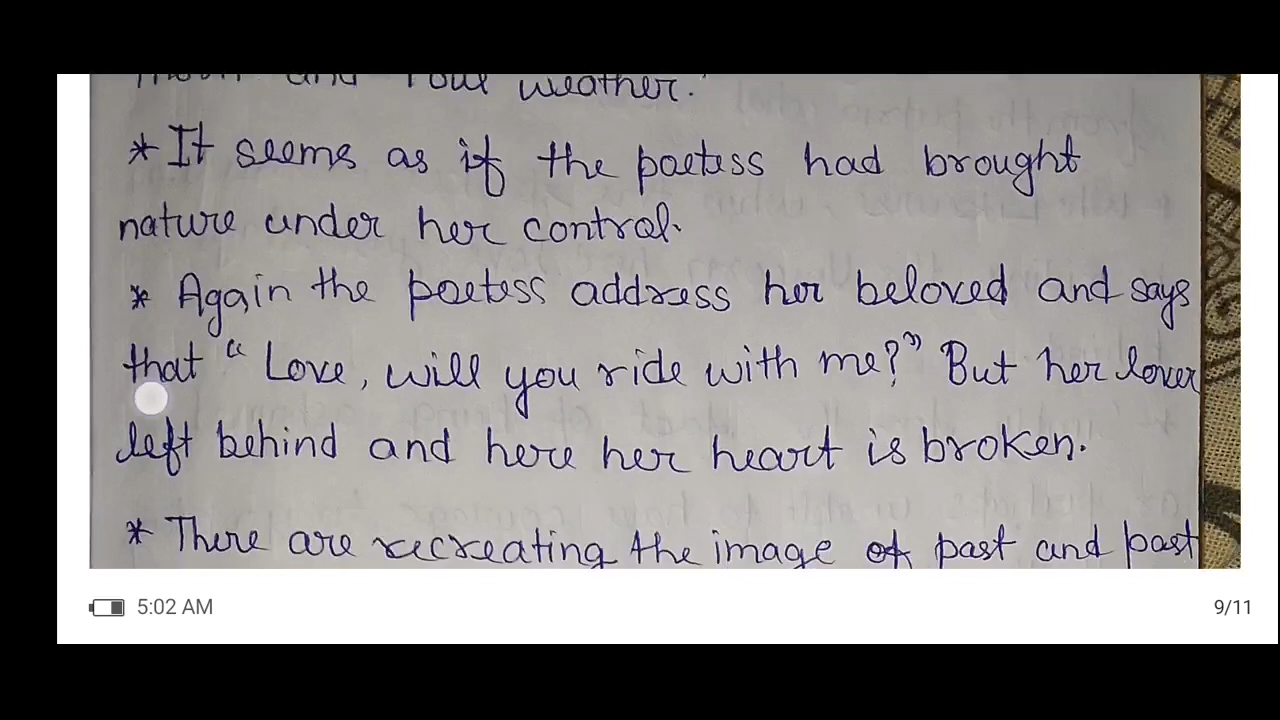 weather."
* It seems as if the poetess had brought
nature under her control.
* Again the poetess address her beloved and says
that "Love, will you ride with me?" But her lover
left behind and here her heart is broken.
* There are recreating the image of past and past
5:02 AM 9/11